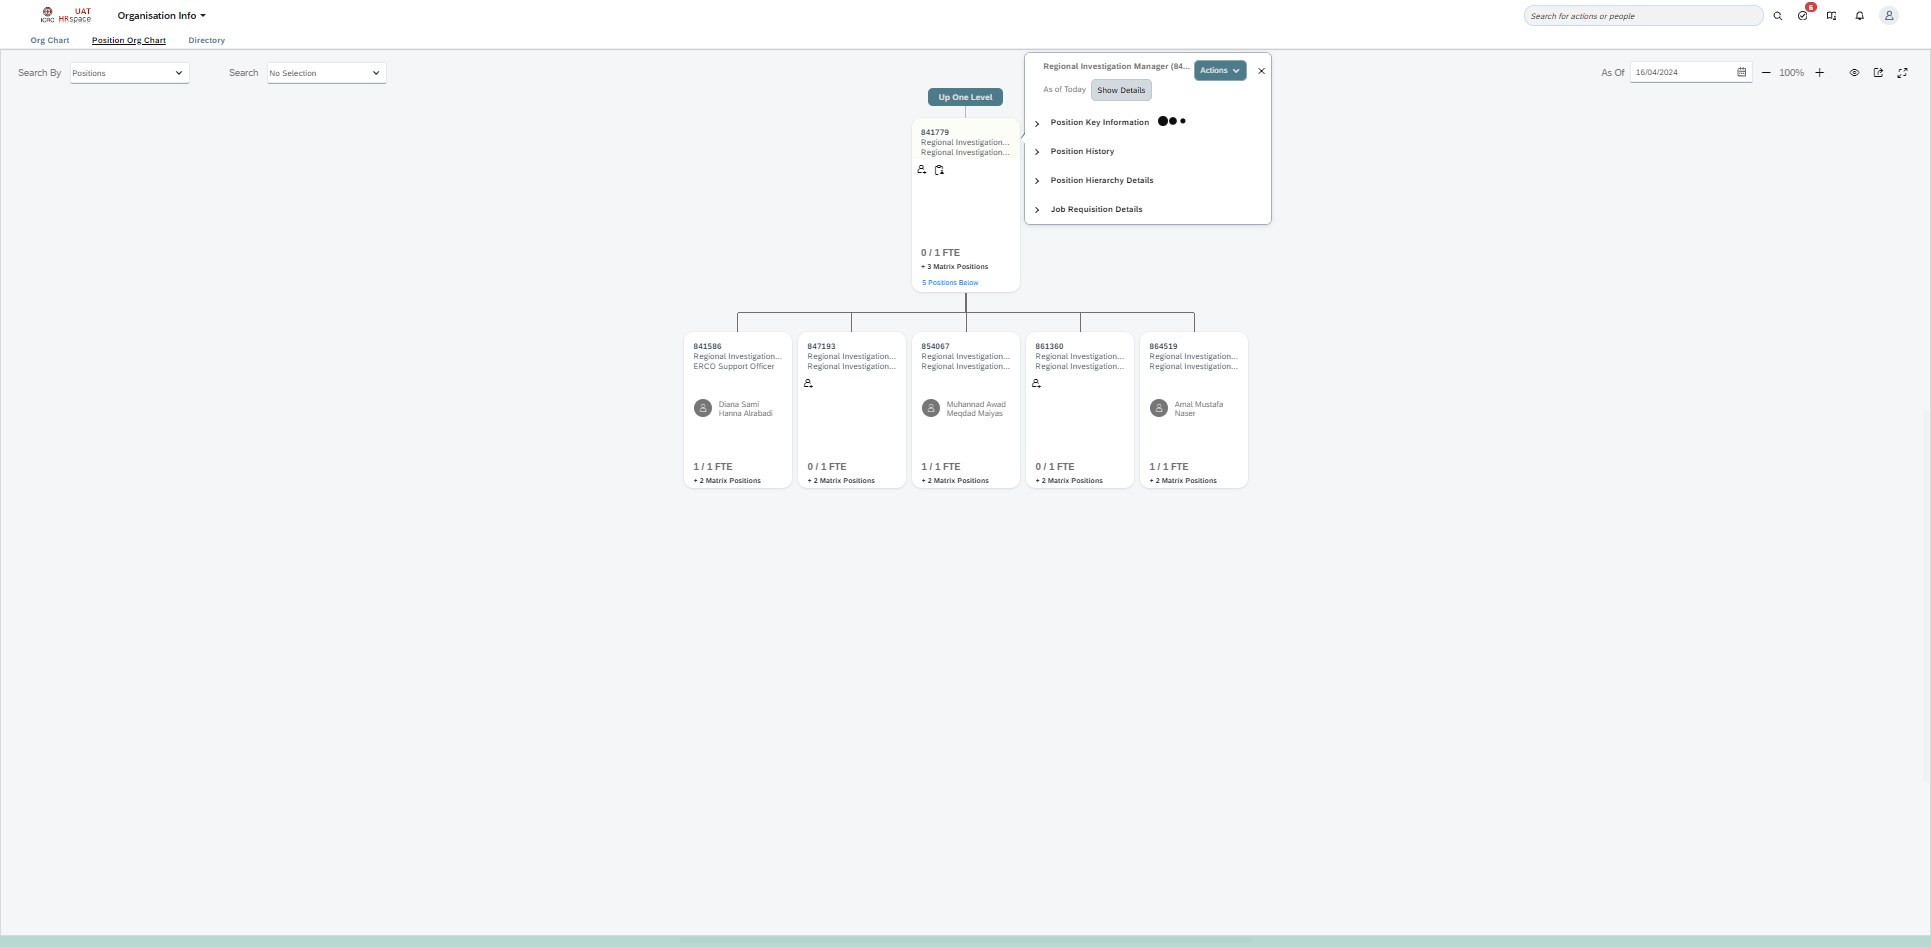 ICRC
UAT
HRspace
Organisation Info
Search for actions or people
6
Org Chart
Position Org Chart
Directory
Search By
Positions
Search
No Selection
As Of
16/04/2024
100%
Up One Level
841779
Regional Investigation...
Regional Investigation...
0 / 1 FTE
+ 3 Matrix Positions
5 Positions Below
Regional Investigation Manager (84...
Actions
As of Today
Show Details
Position Key Information
Position History
Position Hierarchy Details
Job Requisition Details
841586
Regional Investigation...
ERCO Support Officer
Diana Sami
Hanna Alrabadi
1 / 1 FTE
+ 2 Matrix Positions
847193
Regional Investigation...
Regional Investigation...
0 / 1 FTE
+ 2 Matrix Positions
854067
Regional Investigation...
Regional Investigation...
Muhannad Awad
Meqdad Maiyas
1 / 1 FTE
+ 2 Matrix Positions
861360
Regional Investigation...
Regional Investigation...
0 / 1 FTE
+ 2 Matrix Positions
864519
Regional Investigation...
Regional Investigation...
Amal Mustafa
Naser
1 / 1 FTE
+ 2 Matrix Positions